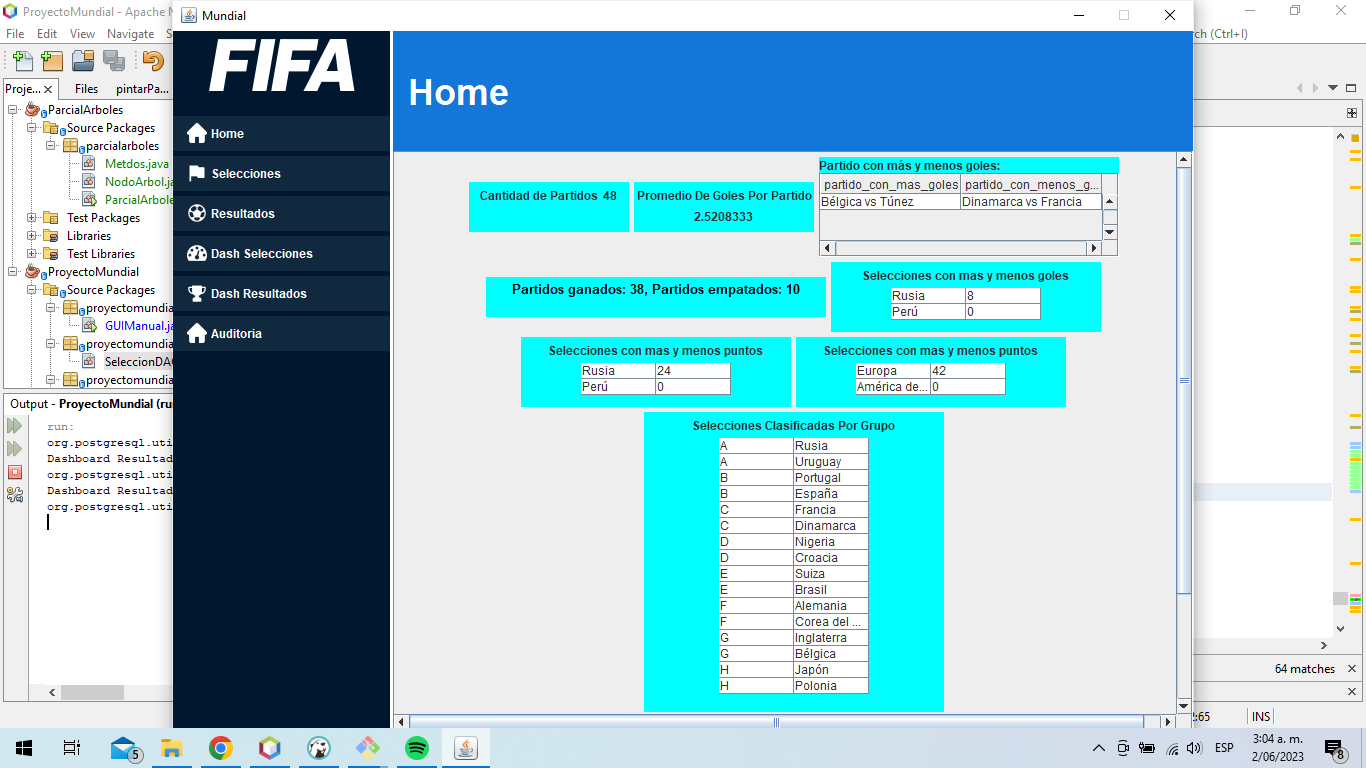 ProyectoMundial - Apache N
Mundial
File Edit View Navigate S
rch (Ctrl+I)
Proje...
Files
pintarPa...
ParcialArboles
Source Packages
parcialarboles
Metdos.java
NodoArbol.ja
ParcialArbole
Test Packages
Libraries
Test Libraries
ProyectoMundial
Source Packages
proyectomundia
GUIManual.ja
proyectomundia
SeleccionDAO
proyectomundia
Output - ProyectoMundial (ru
run:
org.postgresql.uti
Dashboard Resultad
org.postgresql.uti
Dashboard Resultad
org.postgresql.uti
FIFA
Home
Selecciones
Resultados
Dash Selecciones
Dash Resultados
Auditoria
Home
Cantidad de Partidos 48
Promedio De Goles Por Partido
2.5208333
Partido con más y menos goles:
partido_con_mas_goles partido_con_menos_g...
Bélgica vs Túnez Dinamarca vs Francia
Partidos ganados: 38, Partidos empatados: 10
Selecciones con mas y menos goles
Rusia 8
Perú 0
Selecciones con mas y menos puntos
Rusia 24
Perú 0
Selecciones con mas y menos puntos
Europa 42
América de... 0
Selecciones Clasificadas Por Grupo
A Rusia
A Uruguay
B Portugal
B España
C Francia
C Dinamarca
D Nigeria
D Croacia
E Suiza
E Brasil
F Alemania
F Corea del ...
G Inglaterra
G Bélgica
H Japón
H Polonia
64 matches
:65 INS
5
ESP
3:04 a. m.
2/06/2023
8